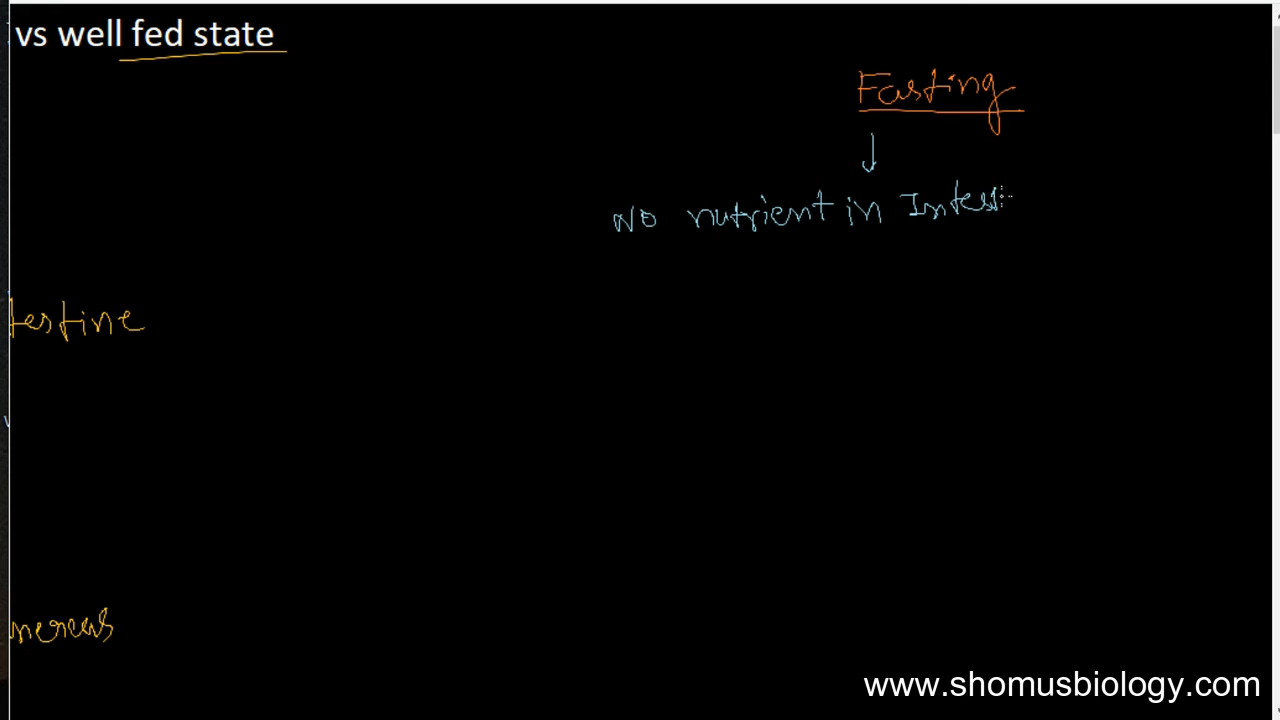 vs well fed state
Fasting
No nutrient in Intes
testine
ncreas
www.shomusbiology.com